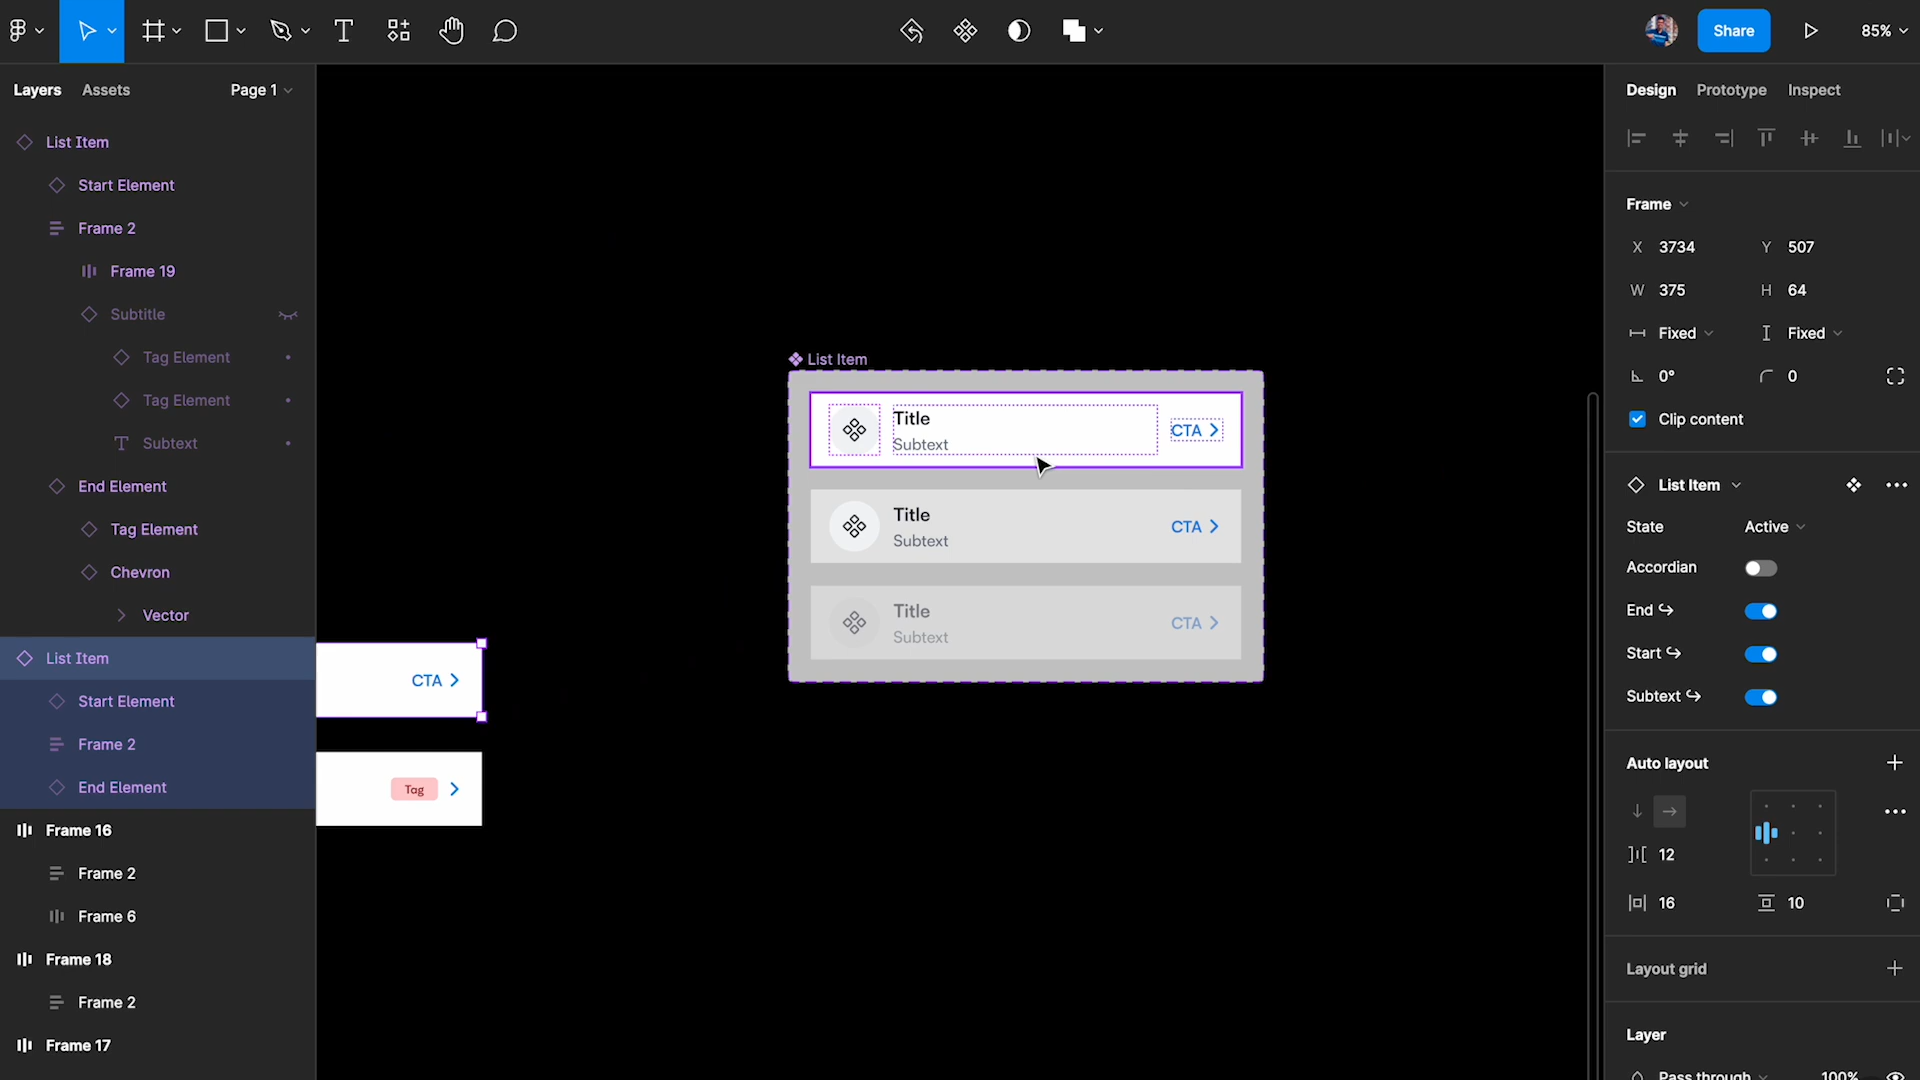 Share
85%
Layers
Assets
Page 1
List Item
Start Element
Frame 2
Frame 19
Subtitle
Tag Element
Tag Element
Subtext
End Element
Tag Element
Chevron
Vector
List Item
Start Element
Frame 2
End Element
Frame 16
Frame 2
Frame 6
Frame 18
Frame 2
Frame 17
CTA
Tag
List Item
Title
Subtext
CTA
Title
Subtext
CTA
Title
Subtext
CTA
Design
Prototype
Inspect
Frame
X 3734
Y 507
W 375
H 64
Fixed
Fixed
0°
0
Clip content
List Item
State
Active
Accordian
End ↪
Start ↪
Subtext ↪
Auto layout
12
16
10
Layout grid
Layer
Pass through
100%